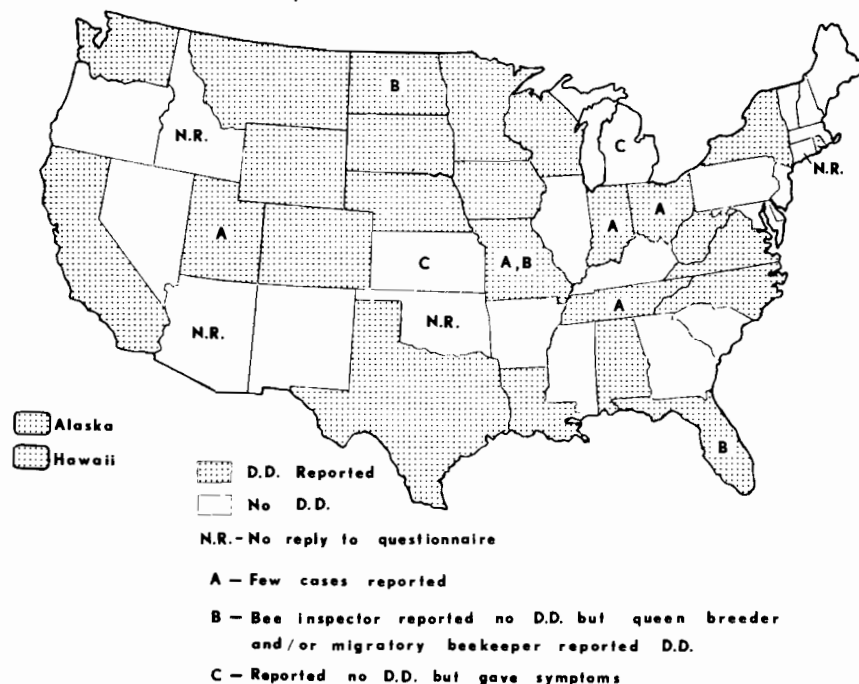 B
N.R.
C
N.R.
A
A
A
C
A,B
N.R.
N.R.
A
B
Alaska
Hawaii
D.D. Reported
No D.D.
N.R.-No reply to questionnaire
A — Few cases reported
B — Bee inspector reported no D.D. but queen breeder
and/or migratory beekeeper reported D.D.
C — Reported no D.D. but gave symptoms